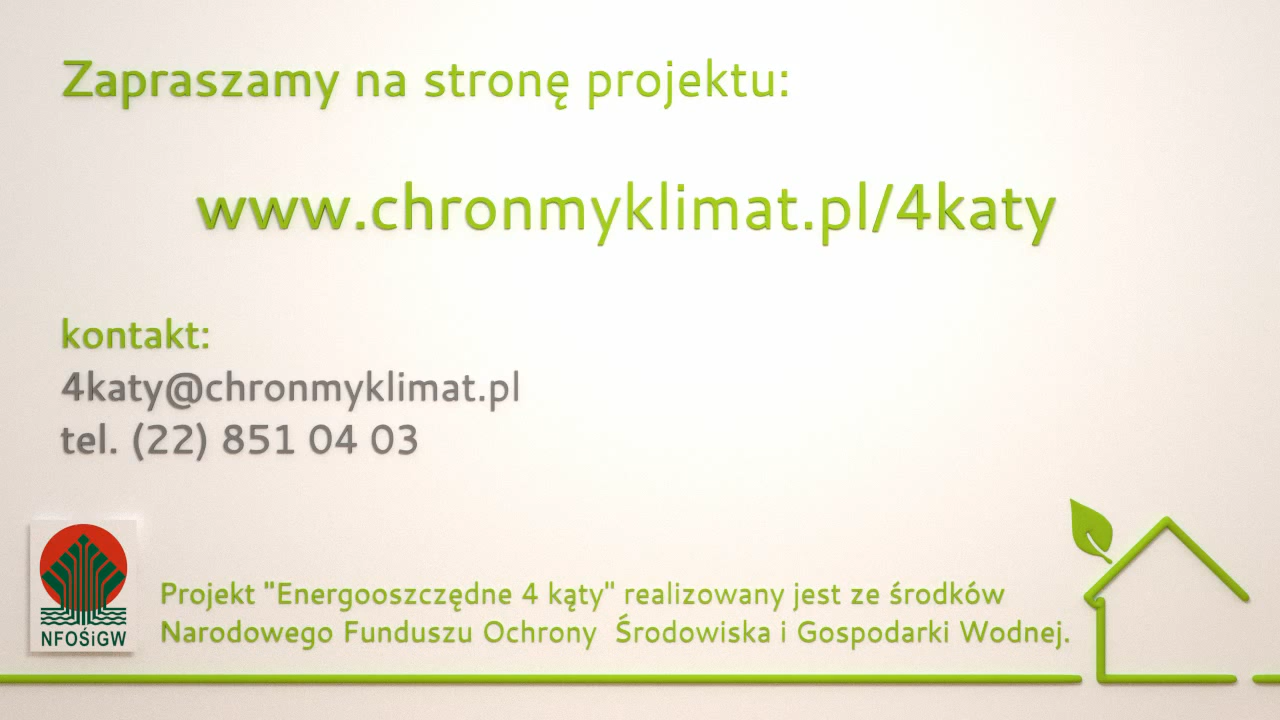 Zapraszamy na stronę projektu:
www.chronmyklimat.pl/4katy
kontakt:
4katy@chronmyklimat.pl
tel. (22) 851 04 03
Projekt "Energooszczędne 4 kąty" realizowany jest ze środków
Narodowego Funduszu Ochrony Środowiska i Gospodarki Wodnej.
NFOŚiGW